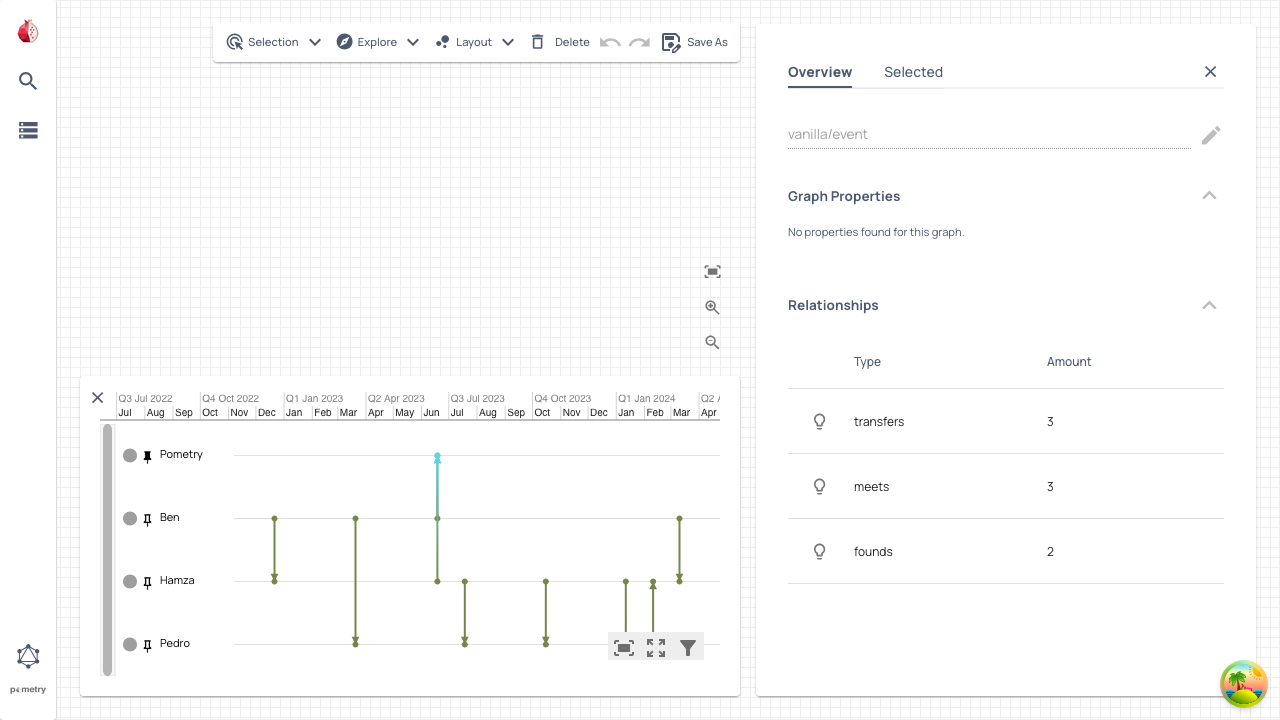 Selection
Explore
Layout
Delete
Save As
Overview
Selected
vanilla/event
Graph Properties
No properties found for this graph.
Relationships
Type Amount
transfers 3
meets 3
founds 2
Q3 Jul 2022 Q4 Oct 2022 Q1 Jan 2023 Q2 Apr 2023 Q3 Jul 2023 Q4 Oct 2023 Q1 Jan 2024 Q2
Jul Aug Sep Oct Nov Dec Jan Feb Mar Apr May Jun Jul Aug Sep Oct Nov Dec Jan Feb Mar Apr
Pometry
Ben
Hamza
Pedro
pometry